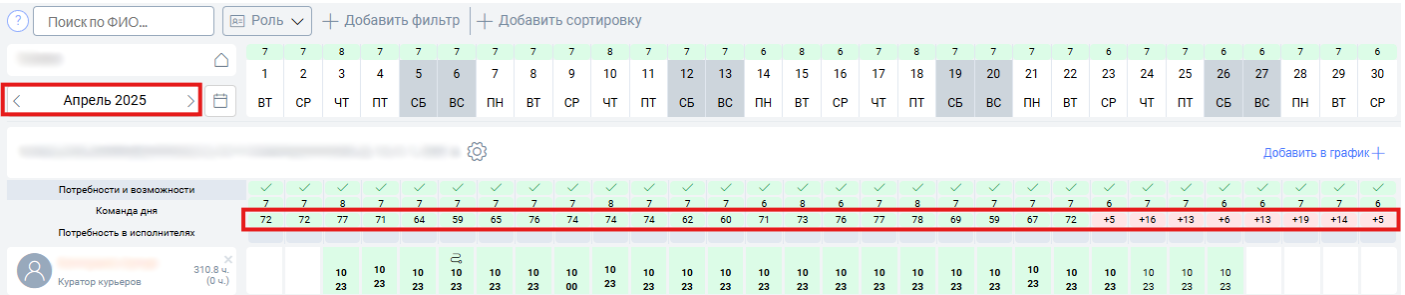 ? Поиск по ФИО... Роль + Добавить фильтр + Добавить сортировку
7 7 8 7 7 7 7 7 7 8 7 7 7 6 8 6 7 8 7 7 7 7 6 7 7 6 6 7 7 6
1 2 3 4 5 6 7 8 9 10 11 12 13 14 15 16 17 18 19 20 21 22 23 24 25 26 27 28 29 30
Апрель 2025 ВТ СР ЧТ ПТ СБ ВС ПН ВТ СР ЧТ ПТ СБ ВС ПН ВТ СР ЧТ ПТ СБ ВС ПН ВТ СР ЧТ ПТ СБ ВС ПН ВТ СР
Добавить в график +
Потребности и возможности
Команда дня 7 7 8 7 7 7 7 7 7 8 7 7 7 6 8 6 7 8 7 7 7 7 6 7 7 6 6 7 7 6
72 72 77 71 64 59 65 76 74 74 74 62 60 71 73 76 77 78 69 59 67 72 +5 +16 +13 +6 +13 +19 +14 +5
Потребность в исполнителях
310.8 ч. 10 10 10 10 10 10 10 10 10 10 10 10 10 10 10 10 10 10 10 10 10 10 10 10
Куратор курьеров (0 ч.) 23 23 23 23 23 23 00 23 23 23 23 23 23 23 23 23 23 23 23 23 23 23 23 23